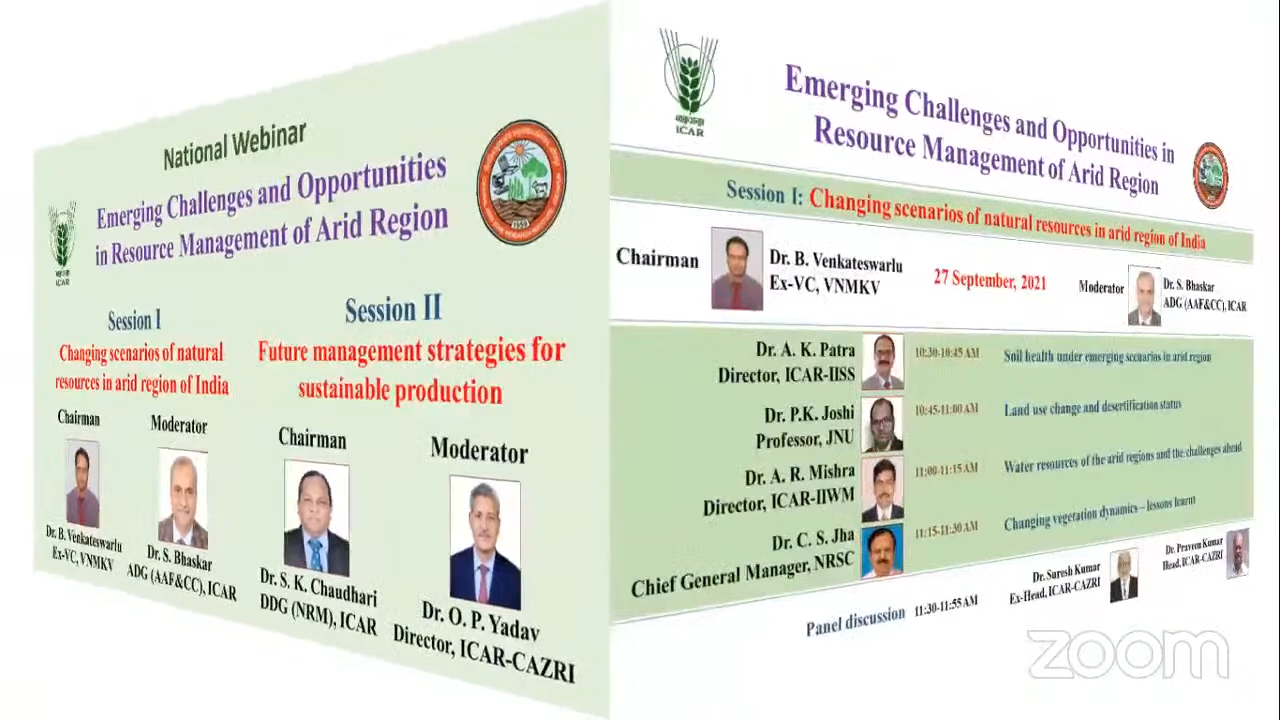 National Webinar
Emerging Challenges and Opportunities
in Resource Management of Arid Region
ICAR
1959
Session I
Changing scenarios of natural
resources in arid region of India
Chairman
Dr. B. Venkateswarlu
Ex-VC, VNMKV
Moderator
Dr. S. Bhaskar
ADG (AAF&CC), ICAR
Session II
Future management strategies for
sustainable production
Chairman
Dr. S. K. Chaudhari
DDG (NRM), ICAR
Moderator
Dr. O. P. Yadav
Director, ICAR-CAZRI
ICAR
Emerging Challenges and Opportunities in
Resource Management of Arid Region
Session I: Changing scenarios of natural resources in arid region of India
Chairman
Dr. B. Venkateswarlu
Ex-VC, VNMKV
27 September, 2021
Moderator
Dr. S. Bhaskar
ADG (AAF&CC), ICAR
Dr. A. K. Patra
Director, ICAR-IISS
10:30-10:45 AM
Soil health under emerging scenarios in arid region
Dr. P.K. Joshi
Professor, JNU
10:45-11:00 AM
Land use change and desertification status
Dr. A. R. Mishra
Director, ICAR-IIWM
11:00-11:15 AM
Water resources of the arid regions and the challenges ahead
Dr. C. S. Jha
Chief General Manager, NRSC
11:15-11:30 AM
Changing vegetation dynamics – lessons learnt
Panel discussion 11:30-11:55 AM
Dr. Suresh Kumar
Ex-Head, ICAR-CAZRI
Dr. Praveen Kumar
Head, ICAR-CAZRI
zoom